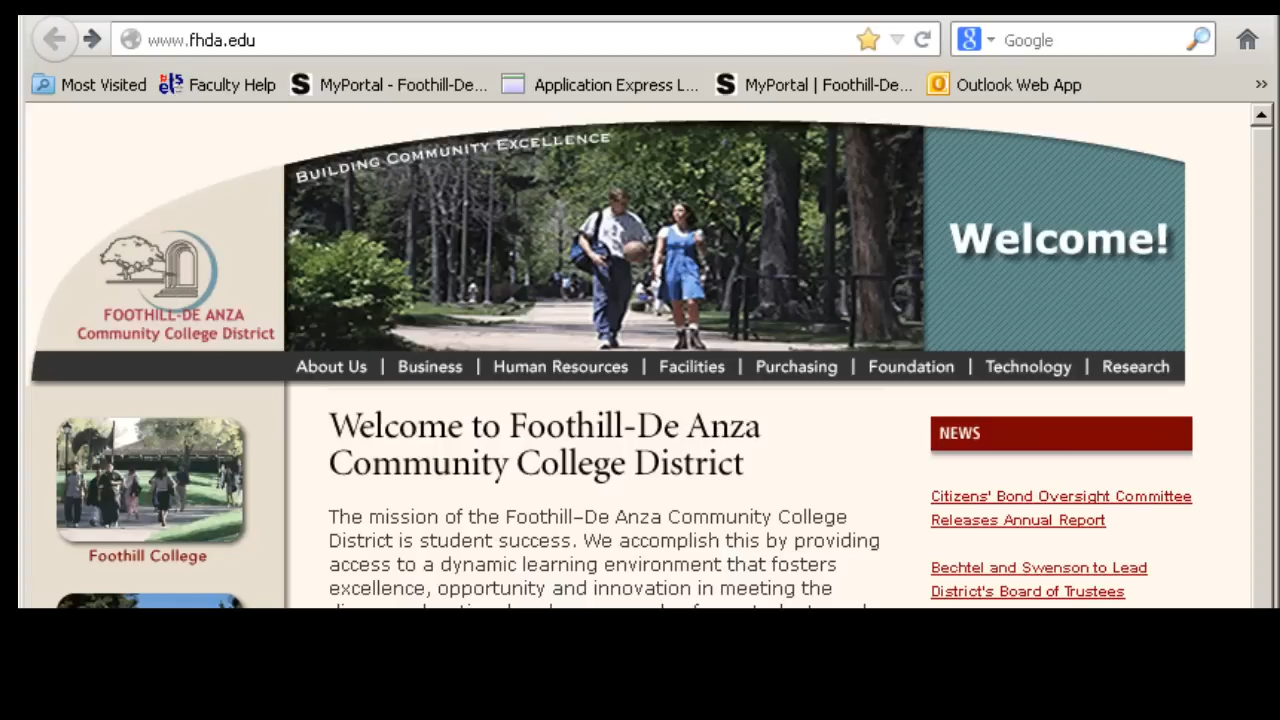 www.fhda.edu
Google
Most Visited Faculty Help MyPortal - Foothill-De... Application Express L... MyPortal | Foothill-De... Outlook Web App
BUILDING COMMUNITY EXCELLENCE
Welcome!
FOOTHILL-DE ANZA
Community College District
About Us | Business | Human Resources | Facilities | Purchasing | Foundation | Technology | Research
Foothill College
Welcome to Foothill-De Anza
Community College District
The mission of the Foothill–De Anza Community College
District is student success. We accomplish this by providing
access to a dynamic learning environment that fosters
excellence, opportunity and innovation in meeting the
NEWS
Citizens' Bond Oversight Committee
Releases Annual Report
Bechtel and Swenson to Lead
District's Board of Trustees